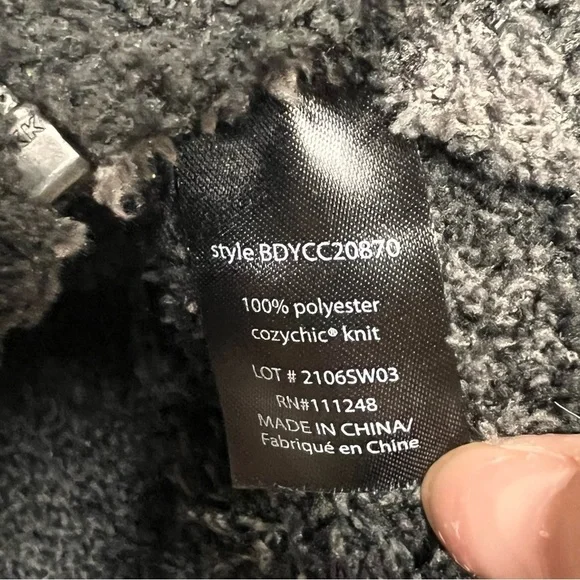 style BDYCC20870
100% polyester
cozychic® knit
LOT # 2106SW03
RN#111248
MADE IN CHINA/
Fabriqué en Chine